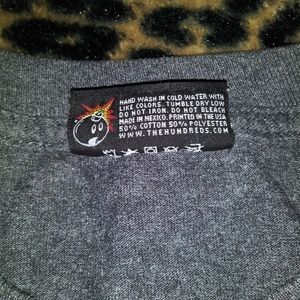 HAND WASH IN COLD WATER WITH
LIKE COLORS. TUMBLE DRY LOW
DO NOT IRON. DO NOT BLEACH
MADE IN MEXICO. PRINTED IN THE USA
50% COTTON 50% POLYESTER
WWW.THEHUNDREDS.COM